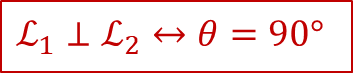 ℒ₁ ⊥ ℒ₂ ↔ θ = 90°